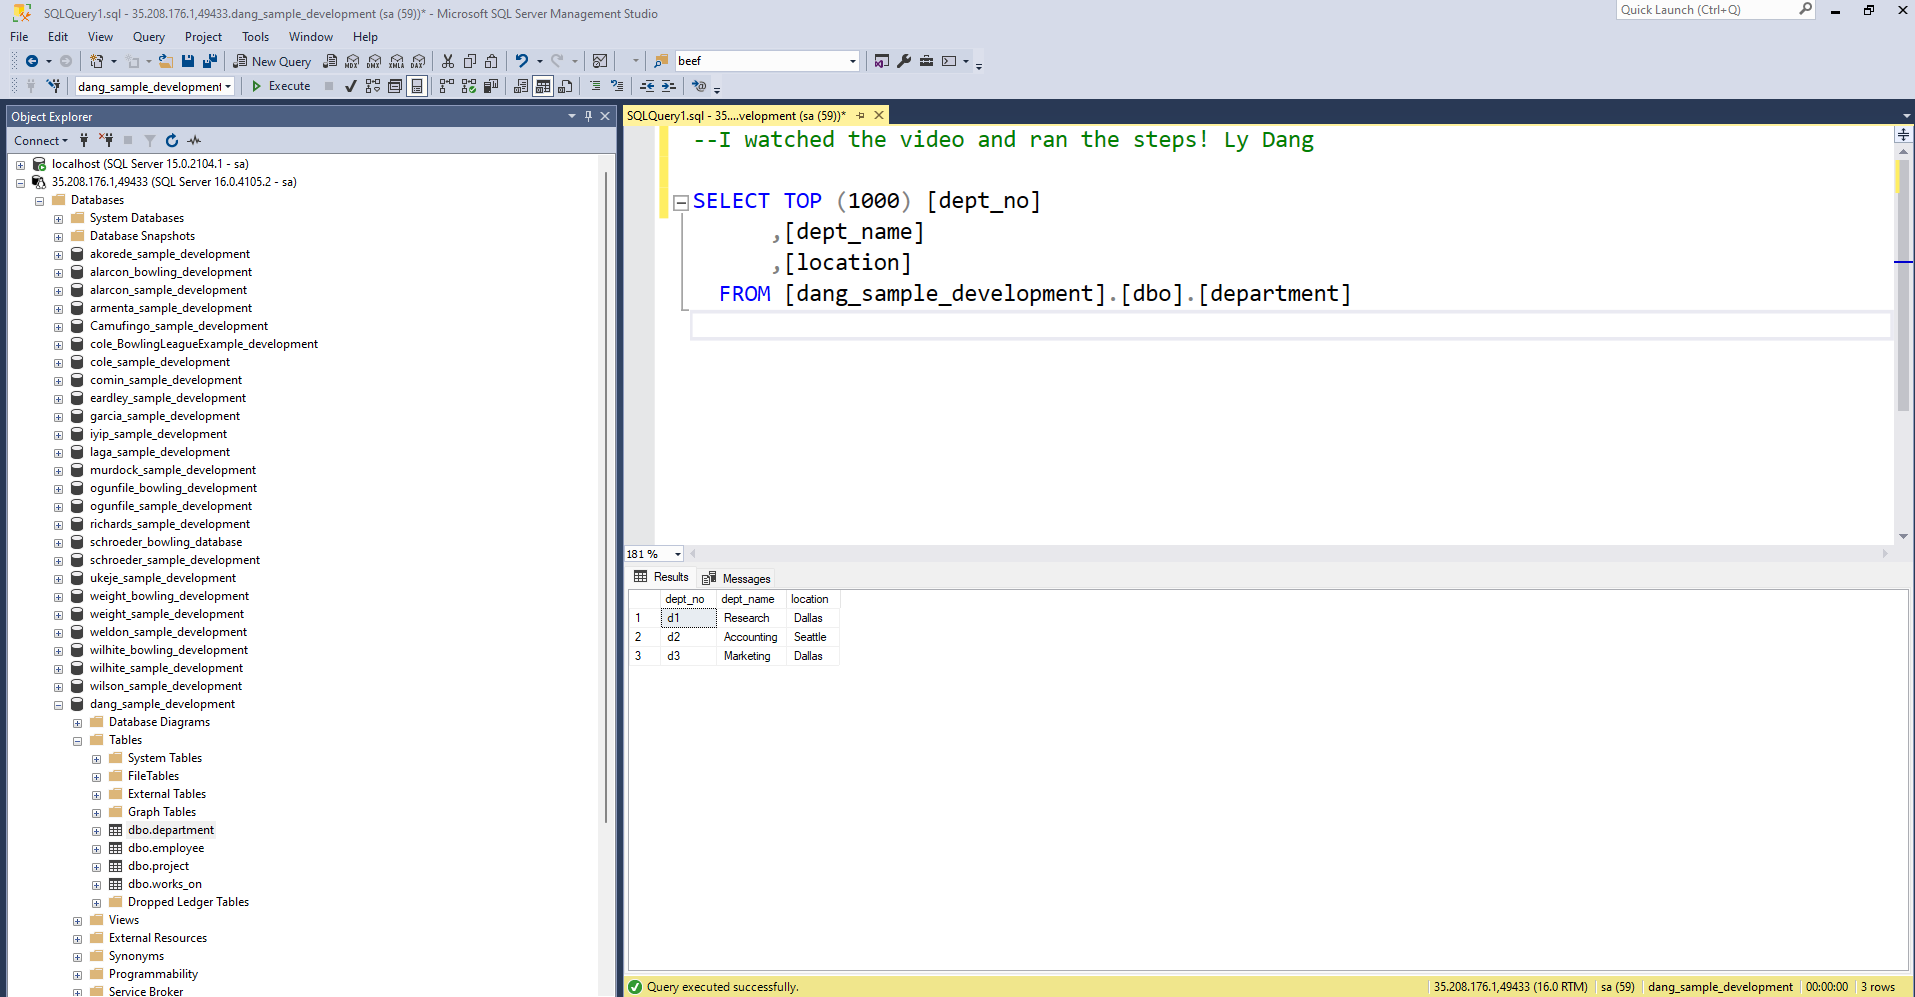 SQLQuery1.sql - 35.208.176.1,49433.dang_sample_development (sa (59))* - Microsoft SQL Server Management Studio
Quick Launch (Ctrl+Q)
File Edit View Query Project Tools Window Help
New Query
MDX DMX XMLA DAX
beef
dang_sample_development
Execute
Object Explorer
Connect
localhost (SQL Server 15.0.2104.1 - sa)
35.208.176.1,49433 (SQL Server 16.0.4105.2 - sa)
Databases
System Databases
Database Snapshots
akorede_sample_development
alarcon_bowling_development
alarcon_sample_development
armenta_sample_development
Camufingo_sample_development
cole_BowlingLeagueExample_development
cole_sample_development
comin_sample_development
eardley_sample_development
garcia_sample_development
iyip_sample_development
laga_sample_development
murdock_sample_development
ogunfile_bowling_development
ogunfile_sample_development
richards_sample_development
schroeder_bowling_database
schroeder_sample_development
ukeje_sample_development
weight_bowling_development
weight_sample_development
weldon_sample_development
wilhite_bowling_development
wilhite_sample_development
wilson_sample_development
dang_sample_development
Database Diagrams
Tables
System Tables
FileTables
External Tables
Graph Tables
dbo.department
dbo.employee
dbo.project
dbo.works_on
Dropped Ledger Tables
Views
External Resources
Synonyms
Programmability
Service Broker
SQLQuery1.sql - 35....velopment (sa (59))*
--I watched the video and ran the steps! Ly Dang
SELECT TOP (1000) [dept_no]
,[dept_name]
,[location]
FROM [dang_sample_development].[dbo].[department]
181 %
Results Messages
dept_no dept_name location
1 d1 Research Dallas
2 d2 Accounting Seattle
3 d3 Marketing Dallas
Query executed successfully.
35.208.176.1,49433 (16.0 RTM) sa (59) dang_sample_development 00:00:00 3 rows